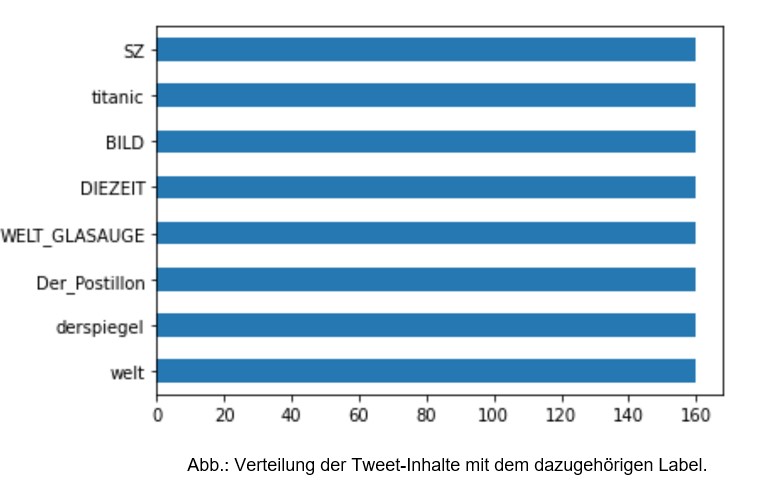 SZ
titanic
BILD
DIEZEIT
WELT_GLASAUGE
Der_Postillon
derspiegel
welt
0 20 40 60 80 100 120 140 160
Abb.: Verteilung der Tweet-Inhalte mit dem dazugehörigen Label.